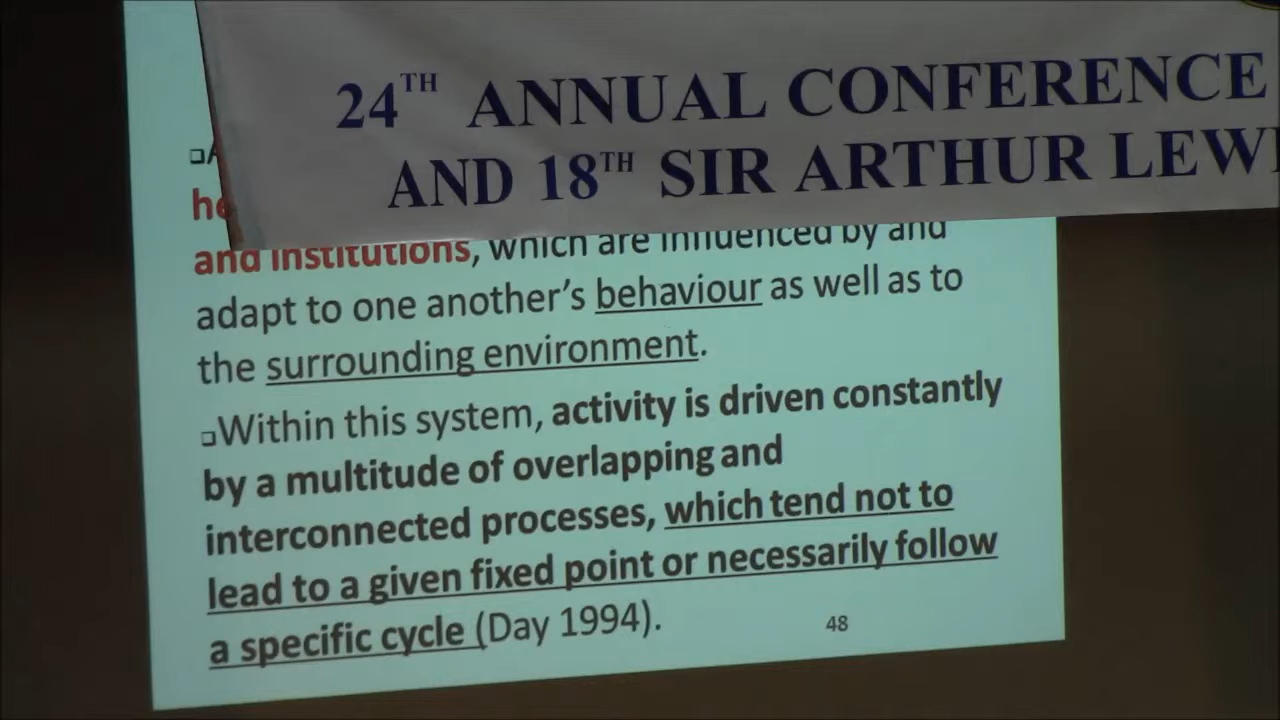 24TH ANNUAL CONFERENCE
AND 18TH SIR ARTHUR
and institutions, which are influenced by and
adapt to one another's behaviour as well as to
the surrounding environment.
❑Within this system, activity is driven constantly
by a multitude of overlapping and
interconnected processes, which tend not to
lead to a given fixed point or necessarily follow
a specific cycle (Day 1994).
48